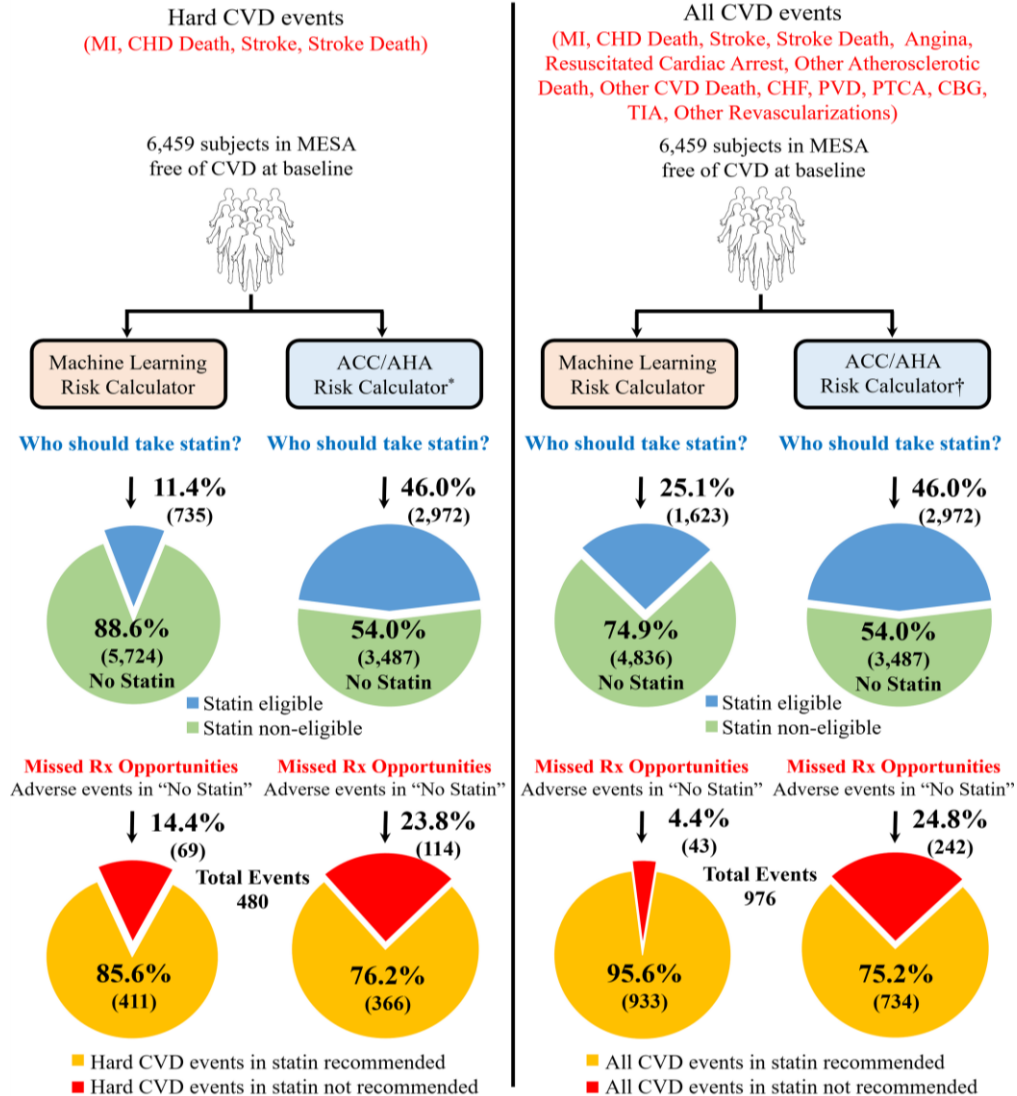 Hard CVD events
(MI, CHD Death, Stroke, Stroke Death)
6,459 subjects in MESA
free of CVD at baseline
Machine Learning
Risk Calculator
ACC/AHA
Risk Calculator*
Who should take statin?
Who should take statin?
11.4%
(735)
46.0%
(2,972)
88.6%
(5,724)
No Statin
54.0%
(3,487)
No Statin
Statin eligible
Statin non-eligible
Missed Rx Opportunities
Adverse events in “No Statin”
Missed Rx Opportunities
Adverse events in “No Statin”
14.4%
(69)
23.8%
(114)
Total Events
480
85.6%
(411)
76.2%
(366)
Hard CVD events in statin recommended
Hard CVD events in statin not recommended
All CVD events
(MI, CHD Death, Stroke, Stroke Death, Angina,
Resuscitated Cardiac Arrest, Other Atherosclerotic
Death, Other CVD Death, CHF, PVD, PTCA, CBG,
TIA, Other Revascularizations)
6,459 subjects in MESA
free of CVD at baseline
Machine Learning
Risk Calculator
ACC/AHA
Risk Calculator†
Who should take statin?
Who should take statin?
25.1%
(1,623)
46.0%
(2,972)
74.9%
(4,836)
No Statin
54.0%
(3,487)
No Statin
Statin eligible
Statin non-eligible
Missed Rx Opportunities
Adverse events in “No Statin”
Missed Rx Opportunities
Adverse events in “No Statin”
4.4%
(43)
24.8%
(242)
Total Events
976
95.6%
(933)
75.2%
(734)
All CVD events in statin recommended
All CVD events in statin not recommended